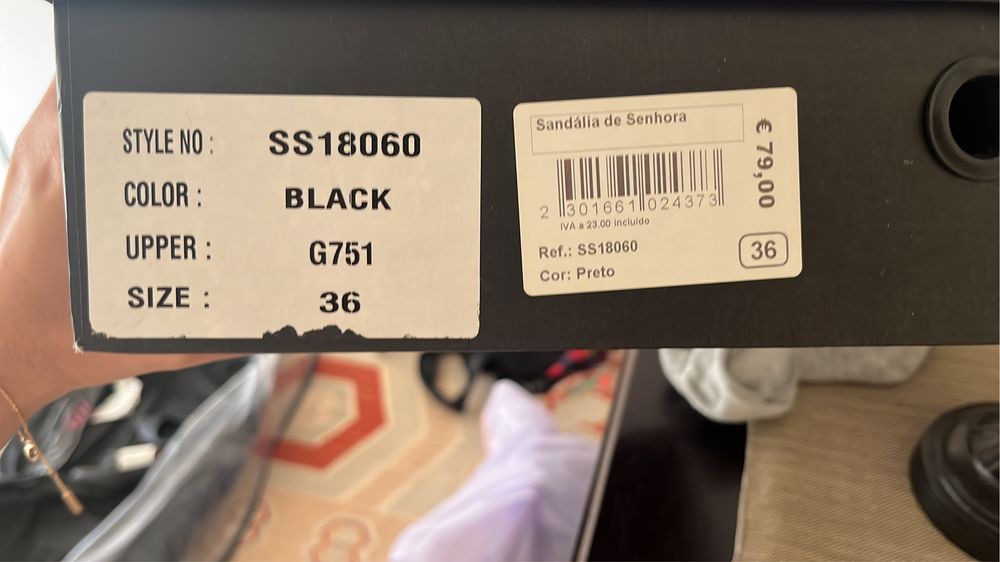 STYLE NO : SS18060
COLOR : BLACK
UPPER : G751
SIZE : 36
Sandália de Senhora
€ 79,00
2 301661 024373
IVA a 23.00 incluido
Ref.: SS18060
36
Cor: Preto